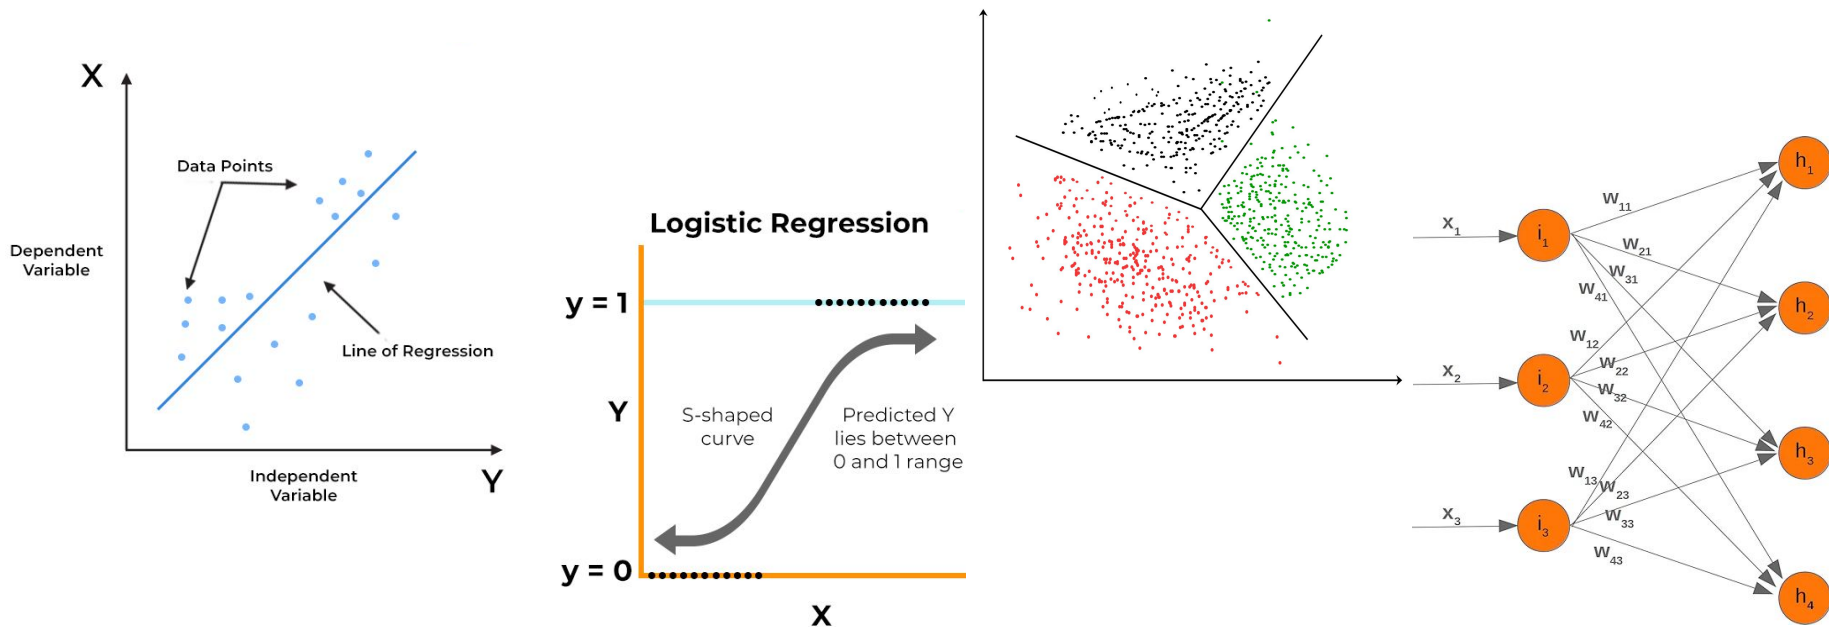 X
Data Points
Dependent
Variable
Line of Regression
Independent
Variable
Y
Logistic Regression
y = 1
Y
S-shaped
curve
Predicted Y
lies between
0 and 1 range
y = 0
X
X1
i1
W11
W21
W31
W41
h1
h2
X2
i2
W12
W22
W32
W42
h3
X3
i3
W13
W23
W33
W43
h4